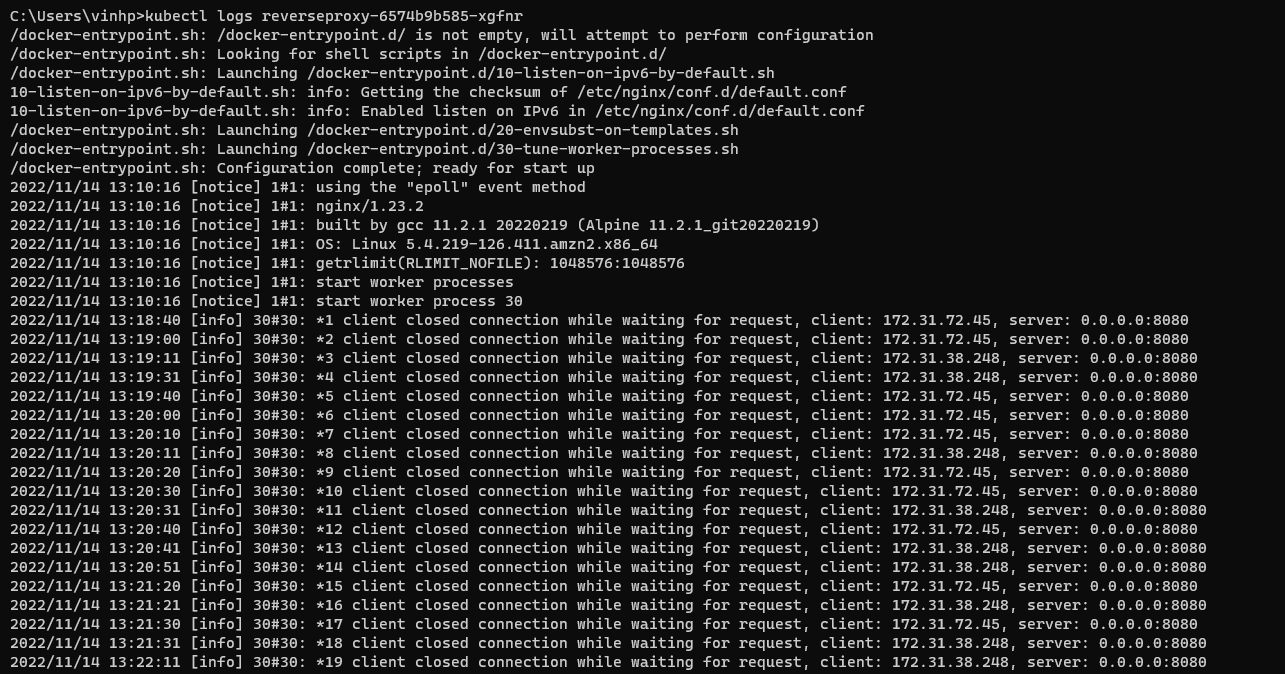 C:\Users\vinhp>kubectl logs reverseproxy-6574b9b585-xgfnr
/docker-entrypoint.sh: /docker-entrypoint.d/ is not empty, will attempt to perform configuration
/docker-entrypoint.sh: Looking for shell scripts in /docker-entrypoint.d/
/docker-entrypoint.sh: Launching /docker-entrypoint.d/10-listen-on-ipv6-by-default.sh
10-listen-on-ipv6-by-default.sh: info: Getting the checksum of /etc/nginx/conf.d/default.conf
10-listen-on-ipv6-by-default.sh: info: Enabled listen on IPv6 in /etc/nginx/conf.d/default.conf
/docker-entrypoint.sh: Launching /docker-entrypoint.d/20-envsubst-on-templates.sh
/docker-entrypoint.sh: Launching /docker-entrypoint.d/30-tune-worker-processes.sh
/docker-entrypoint.sh: Configuration complete; ready for start up
2022/11/14 13:10:16 [notice] 1#1: using the "epoll" event method
2022/11/14 13:10:16 [notice] 1#1: nginx/1.23.2
2022/11/14 13:10:16 [notice] 1#1: built by gcc 11.2.1 20220219 (Alpine 11.2.1_git20220219)
2022/11/14 13:10:16 [notice] 1#1: OS: Linux 5.4.219-126.411.amzn2.x86_64
2022/11/14 13:10:16 [notice] 1#1: getrlimit(RLIMIT_NOFILE): 1048576:1048576
2022/11/14 13:10:16 [notice] 1#1: start worker processes
2022/11/14 13:10:16 [notice] 1#1: start worker process 30
2022/11/14 13:18:40 [info] 30#30: *1 client closed connection while waiting for request, client: 172.31.72.45, server: 0.0.0.0:8080
2022/11/14 13:19:00 [info] 30#30: *2 client closed connection while waiting for request, client: 172.31.72.45, server: 0.0.0.0:8080
2022/11/14 13:19:11 [info] 30#30: *3 client closed connection while waiting for request, client: 172.31.38.248, server: 0.0.0.0:8080
2022/11/14 13:19:31 [info] 30#30: *4 client closed connection while waiting for request, client: 172.31.38.248, server: 0.0.0.0:8080
2022/11/14 13:19:40 [info] 30#30: *5 client closed connection while waiting for request, client: 172.31.72.45, server: 0.0.0.0:8080
2022/11/14 13:20:00 [info] 30#30: *6 client closed connection while waiting for request, client: 172.31.72.45, server: 0.0.0.0:8080
2022/11/14 13:20:10 [info] 30#30: *7 client closed connection while waiting for request, client: 172.31.72.45, server: 0.0.0.0:8080
2022/11/14 13:20:11 [info] 30#30: *8 client closed connection while waiting for request, client: 172.31.38.248, server: 0.0.0.0:8080
2022/11/14 13:20:20 [info] 30#30: *9 client closed connection while waiting for request, client: 172.31.72.45, server: 0.0.0.0:8080
2022/11/14 13:20:30 [info] 30#30: *10 client closed connection while waiting for request, client: 172.31.72.45, server: 0.0.0.0:8080
2022/11/14 13:20:31 [info] 30#30: *11 client closed connection while waiting for request, client: 172.31.38.248, server: 0.0.0.0:8080
2022/11/14 13:20:40 [info] 30#30: *12 client closed connection while waiting for request, client: 172.31.72.45, server: 0.0.0.0:8080
2022/11/14 13:20:41 [info] 30#30: *13 client closed connection while waiting for request, client: 172.31.38.248, server: 0.0.0.0:8080
2022/11/14 13:20:51 [info] 30#30: *14 client closed connection while waiting for request, client: 172.31.38.248, server: 0.0.0.0:8080
2022/11/14 13:21:20 [info] 30#30: *15 client closed connection while waiting for request, client: 172.31.72.45, server: 0.0.0.0:8080
2022/11/14 13:21:21 [info] 30#30: *16 client closed connection while waiting for request, client: 172.31.38.248, server: 0.0.0.0:8080
2022/11/14 13:21:30 [info] 30#30: *17 client closed connection while waiting for request, client: 172.31.72.45, server: 0.0.0.0:8080
2022/11/14 13:21:31 [info] 30#30: *18 client closed connection while waiting for request, client: 172.31.38.248, server: 0.0.0.0:8080
2022/11/14 13:22:11 [info] 30#30: *19 client closed connection while waiting for request, client: 172.31.38.248, server: 0.0.0.0:8080